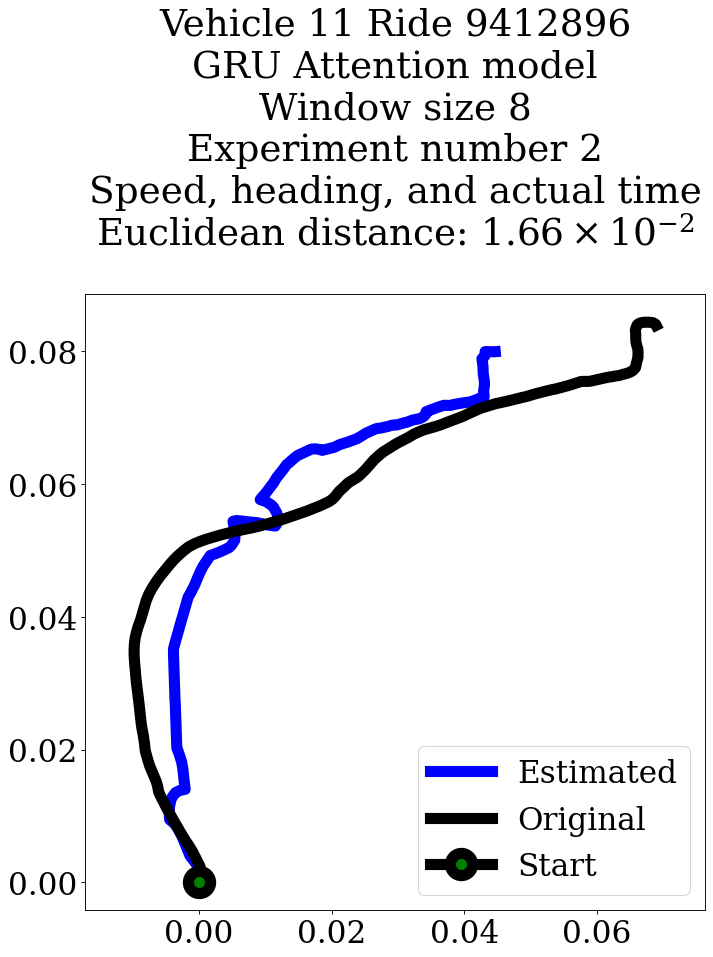 Vehicle 11 Ride 9412896
GRU Attention model
Window size 8
Experiment number 2
Speed, heading, and actual time
Euclidean distance: 1.66 × 10⁻²
0.08
0.06
0.04
0.02
0.00
Estimated
Original
Start
0.00 0.02 0.04 0.06